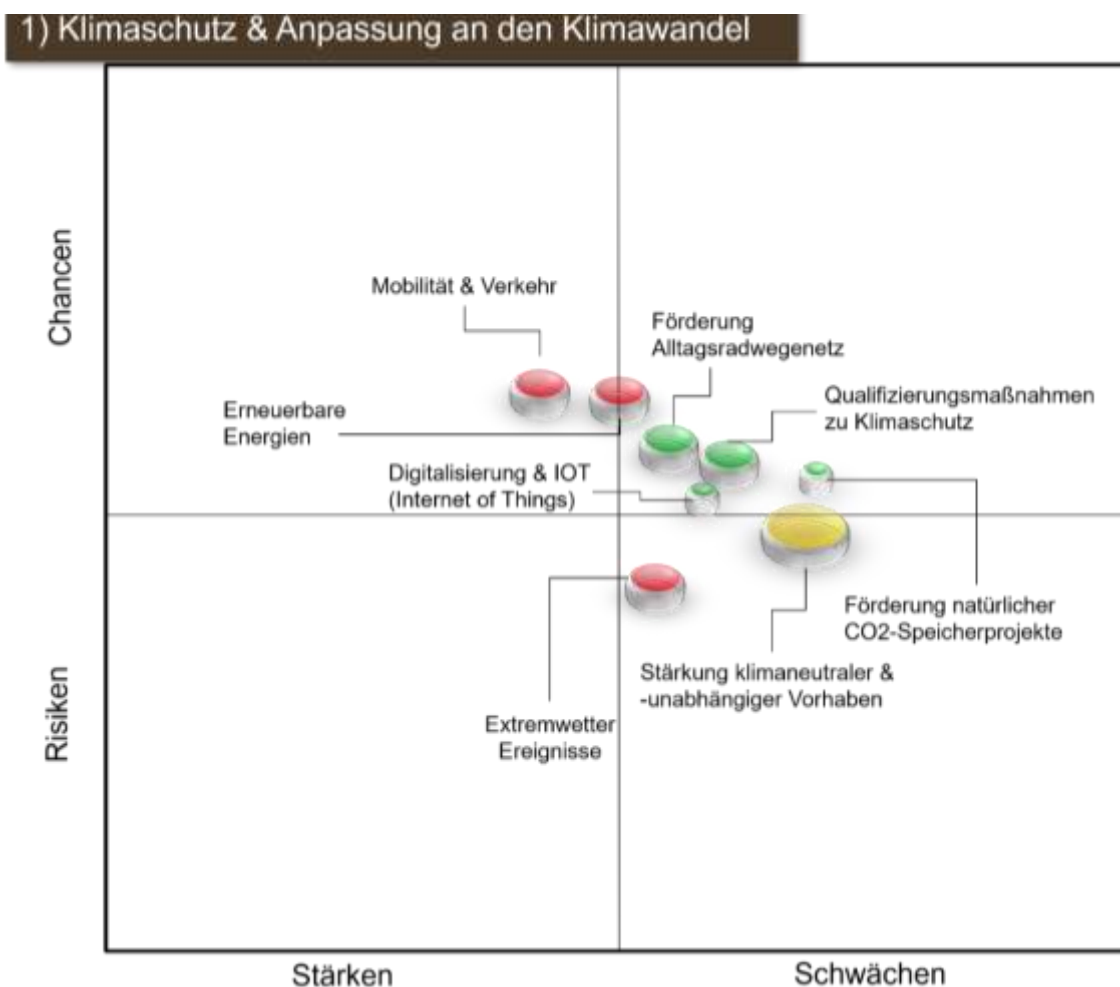 1) Klimaschutz & Anpassung an den Klimawandel
Chancen
Mobilität & Verkehr
Förderung
Alltagsradwegenetz
Erneuerbare
Energien
Qualifizierungsmaßnahmen
zu Klimaschutz
Digitalisierung & IOT
(Internet of Things)
Förderung natürlicher
CO2-Speicherprojekte
Stärkung klimaneutraler &
-unabhängiger Vorhaben
Extremwetter
Ereignisse
Risiken
Stärken
Schwächen